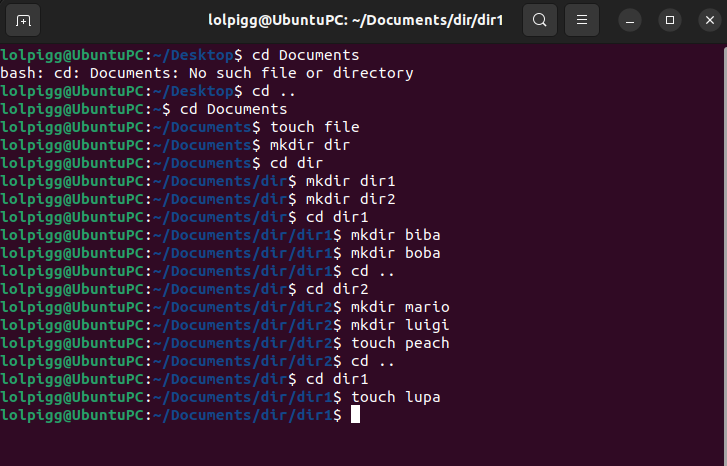 lolpigg@UbuntuPC: ~/Documents/dir/dir1
lolpigg@UbuntuPC:~/Desktop$ cd Documents
bash: cd: Documents: No such file or directory
lolpigg@UbuntuPC:~/Desktop$ cd ..
lolpigg@UbuntuPC:~$ cd Documents
lolpigg@UbuntuPC:~/Documents$ touch file
lolpigg@UbuntuPC:~/Documents$ mkdir dir
lolpigg@UbuntuPC:~/Documents$ cd dir
lolpigg@UbuntuPC:~/Documents/dir$ mkdir dir1
lolpigg@UbuntuPC:~/Documents/dir$ mkdir dir2
lolpigg@UbuntuPC:~/Documents/dir$ cd dir1
lolpigg@UbuntuPC:~/Documents/dir/dir1$ mkdir biba
lolpigg@UbuntuPC:~/Documents/dir/dir1$ mkdir boba
lolpigg@UbuntuPC:~/Documents/dir/dir1$ cd ..
lolpigg@UbuntuPC:~/Documents/dir$ cd dir2
lolpigg@UbuntuPC:~/Documents/dir/dir2$ mkdir mario
lolpigg@UbuntuPC:~/Documents/dir/dir2$ mkdir luigi
lolpigg@UbuntuPC:~/Documents/dir/dir2$ touch peach
lolpigg@UbuntuPC:~/Documents/dir/dir2$ cd ..
lolpigg@UbuntuPC:~/Documents/dir$ cd dir1
lolpigg@UbuntuPC:~/Documents/dir/dir1$ touch lupa
lolpigg@UbuntuPC:~/Documents/dir/dir1$